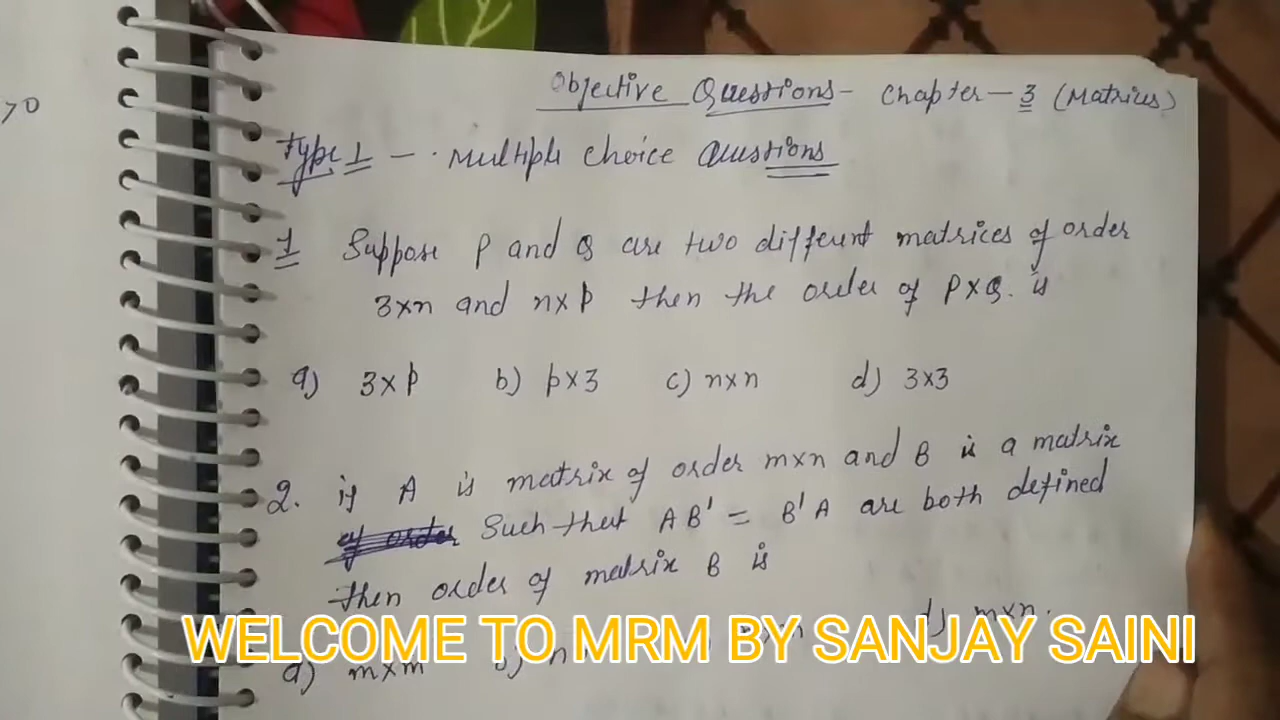 >0
Objective Questions - Chapter - 3 (Matrices)
Type 1 - . Multiple Choice Questions
1 Suppose P and Q are two different matrices of order
3×n and n×p then the order of P×Q. is
a) 3×p b) p×3 c) n×n d) 3×3
2. if A is matrix of order m×n and B is a matrix
of order Such that AB' = B'A are both defined
then order of matrix B is
a) m×m b) d) m×n.
WELCOME TO MRM BY SANJAY SAINI